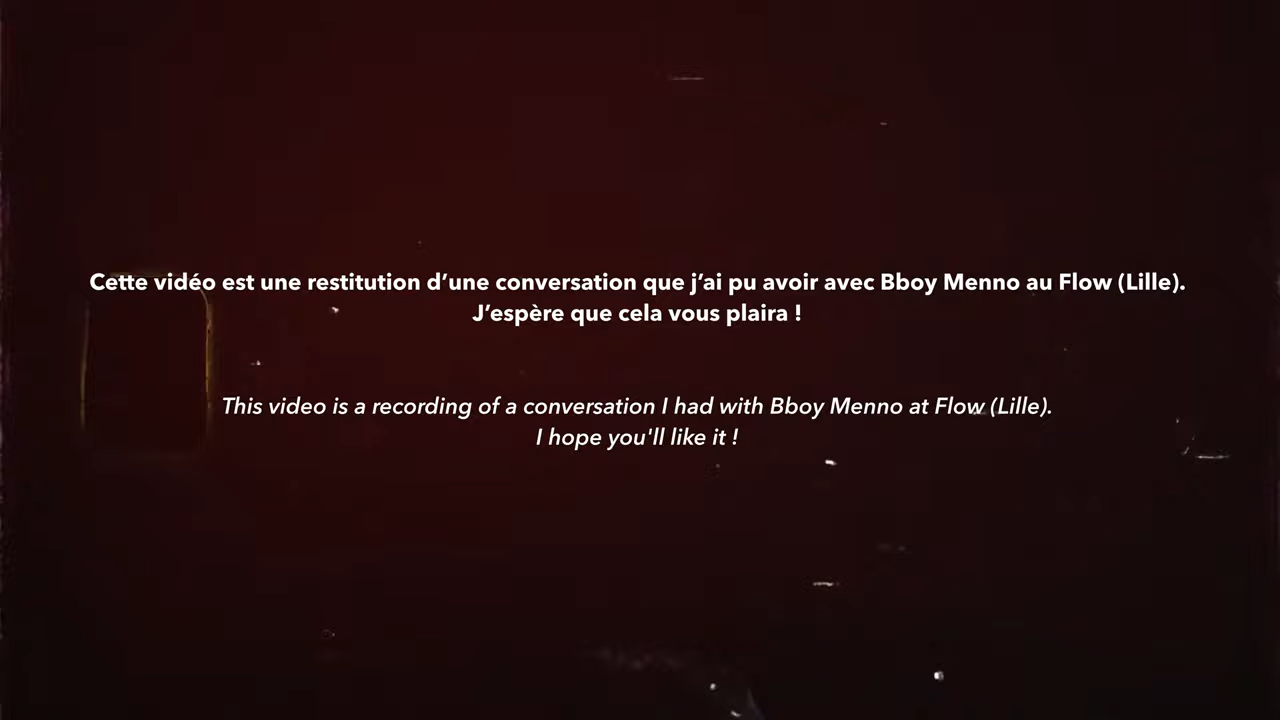 Cette vidéo est une restitution d’une conversation que j’ai pu avoir avec Bboy Menno au Flow (Lille).
J’espère que cela vous plaira !
This video is a recording of a conversation I had with Bboy Menno at Flow (Lille).
I hope you'll like it !